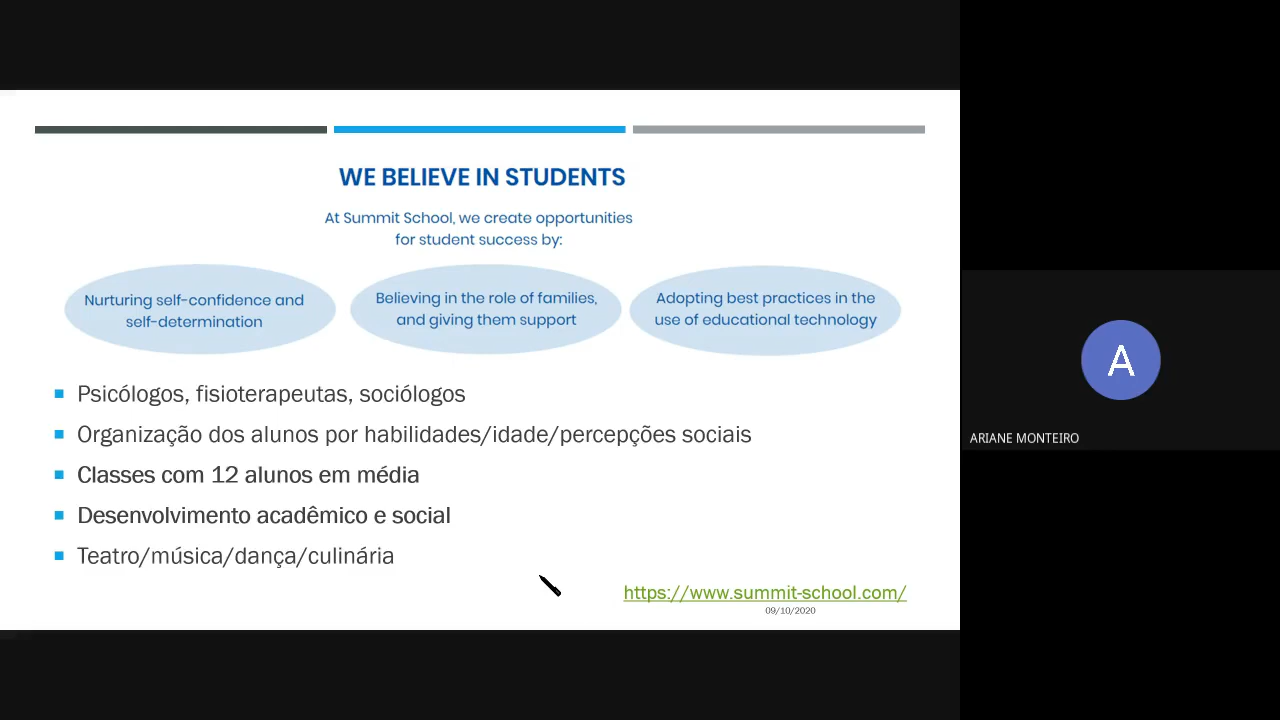 WE BELIEVE IN STUDENTS
At Summit School, we create opportunities
for student success by:
Nurturing self-confidence and
self-determination
Believing in the role of families,
and giving them support
Adopting best practices in the
use of educational technology
Psicólogos, fisioterapeutas, sociólogos
Organização dos alunos por habilidades/idade/percepções sociais
Classes com 12 alunos em média
Desenvolvimento acadêmico e social
Teatro/música/dança/culinária
https://www.summit-school.com/
09/10/2020
A
ARIANE MONTEIRO